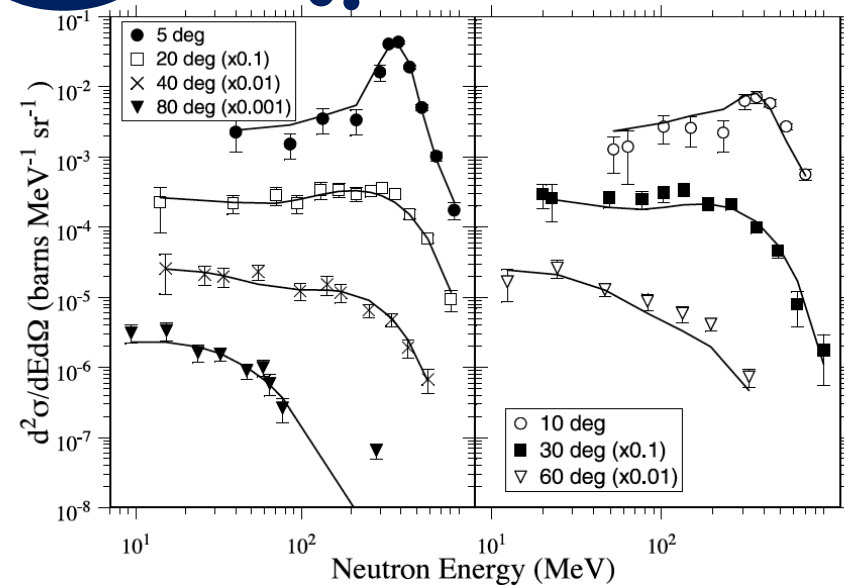 10⁻¹
10⁻²
10⁻³
10⁻⁴
10⁻⁵
10⁻⁶
10⁻⁷
10⁻⁸
d²σ/dEdΩ (barns MeV⁻¹ sr⁻¹)
5 deg
20 deg (x0.1)
40 deg (x0.01)
80 deg (x0.001)
10 deg
30 deg (x0.1)
60 deg (x0.01)
10¹ 10² 10¹ 10²
Neutron Energy (MeV)